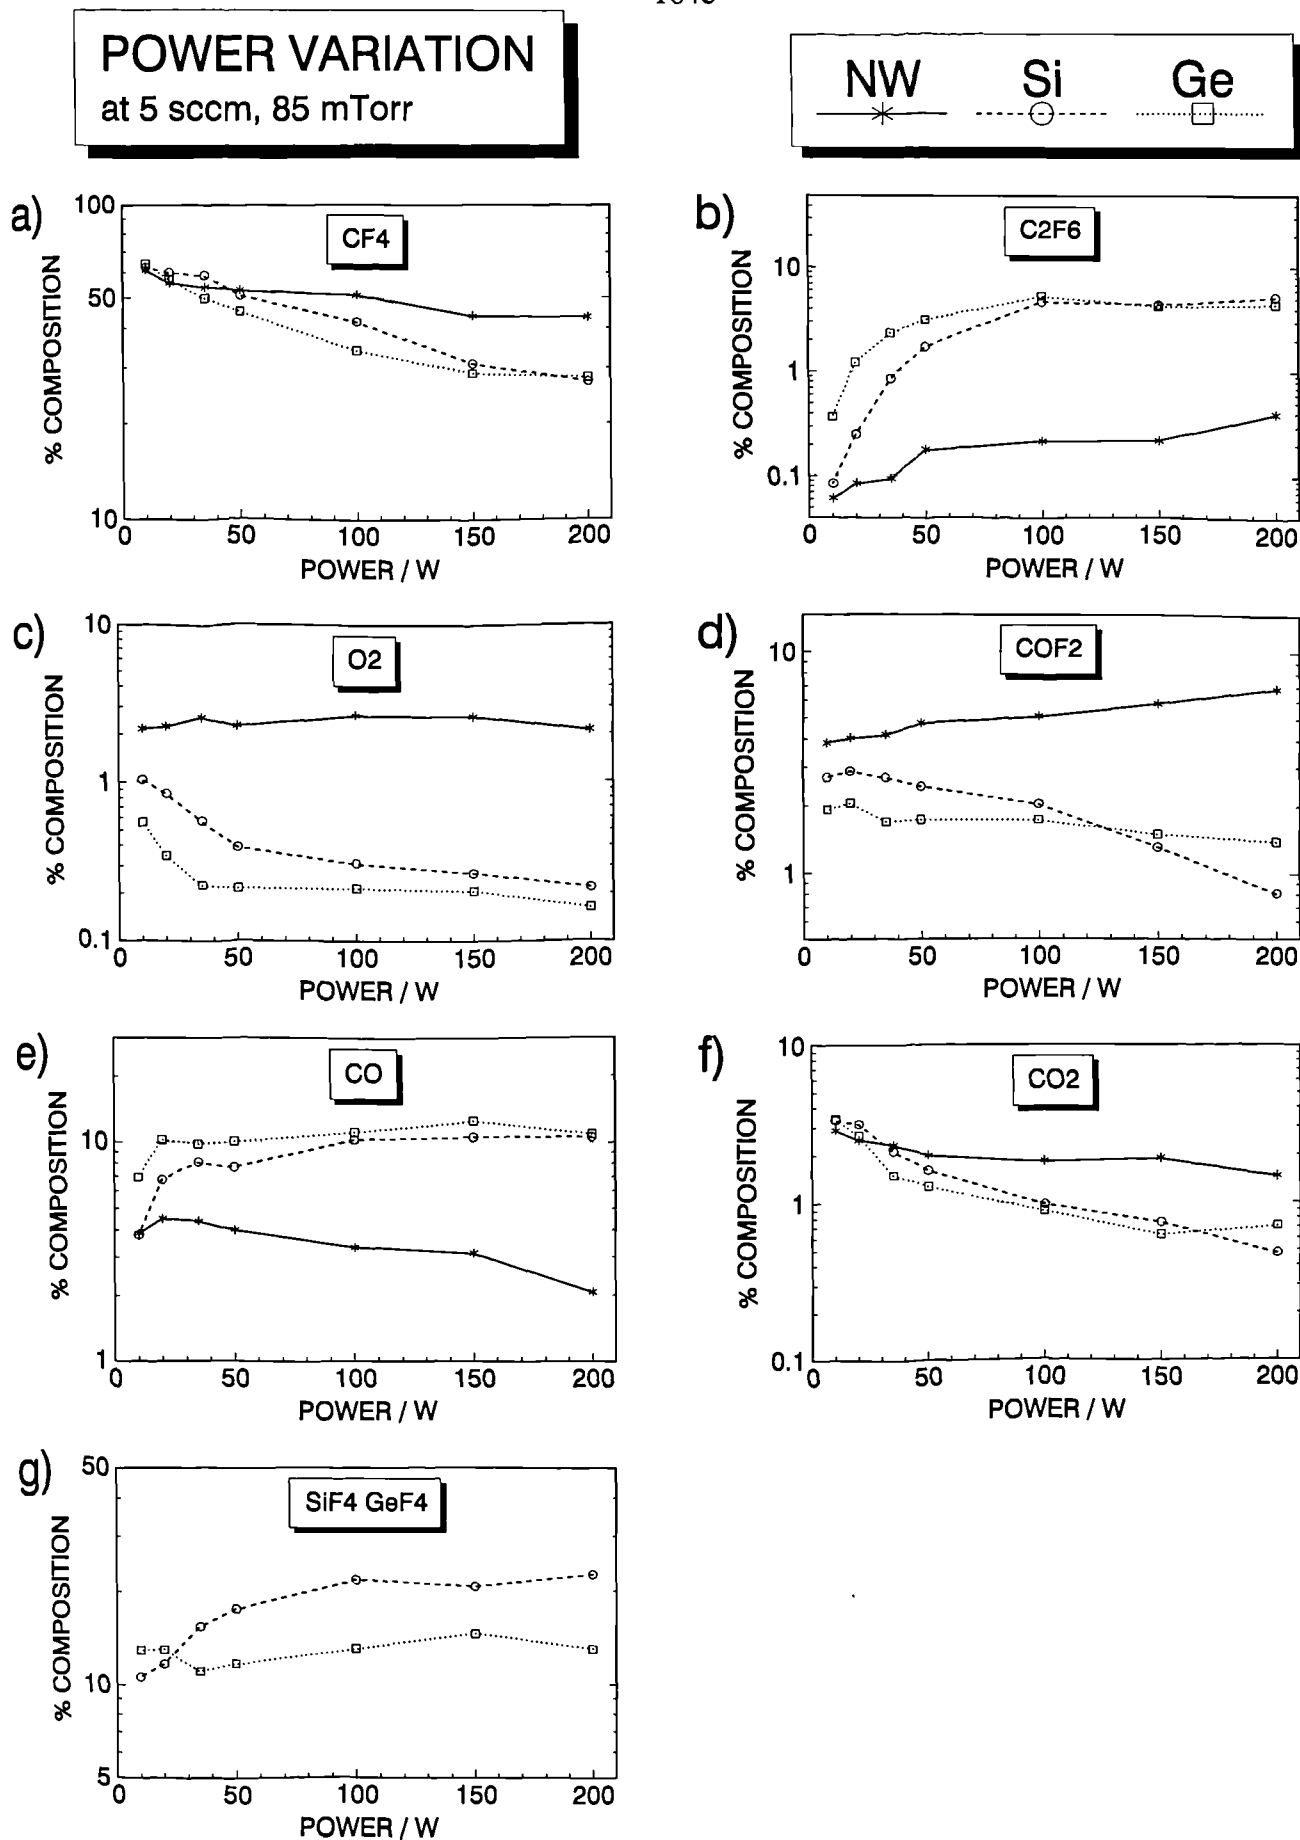 POWER VARIATION
at 5 sccm, 85 mTorr
NW Si Ge
a)
CF4
100
50
10
% COMPOSITION
0 50 100 150 200
POWER / W
b)
C2F6
10
1
0.1
% COMPOSITION
0 50 100 150 200
POWER / W
c)
O2
10
1
0.1
% COMPOSITION
0 50 100 150 200
POWER / W
d)
COF2
10
1
% COMPOSITION
0 50 100 150 200
POWER / W
e)
CO
10
1
% COMPOSITION
0 50 100 150 200
POWER / W
f)
CO2
10
1
0.1
% COMPOSITION
0 50 100 150 200
POWER / W
g)
SiF4 GeF4
50
10
5
% COMPOSITION
0 50 100 150 200
POWER / W